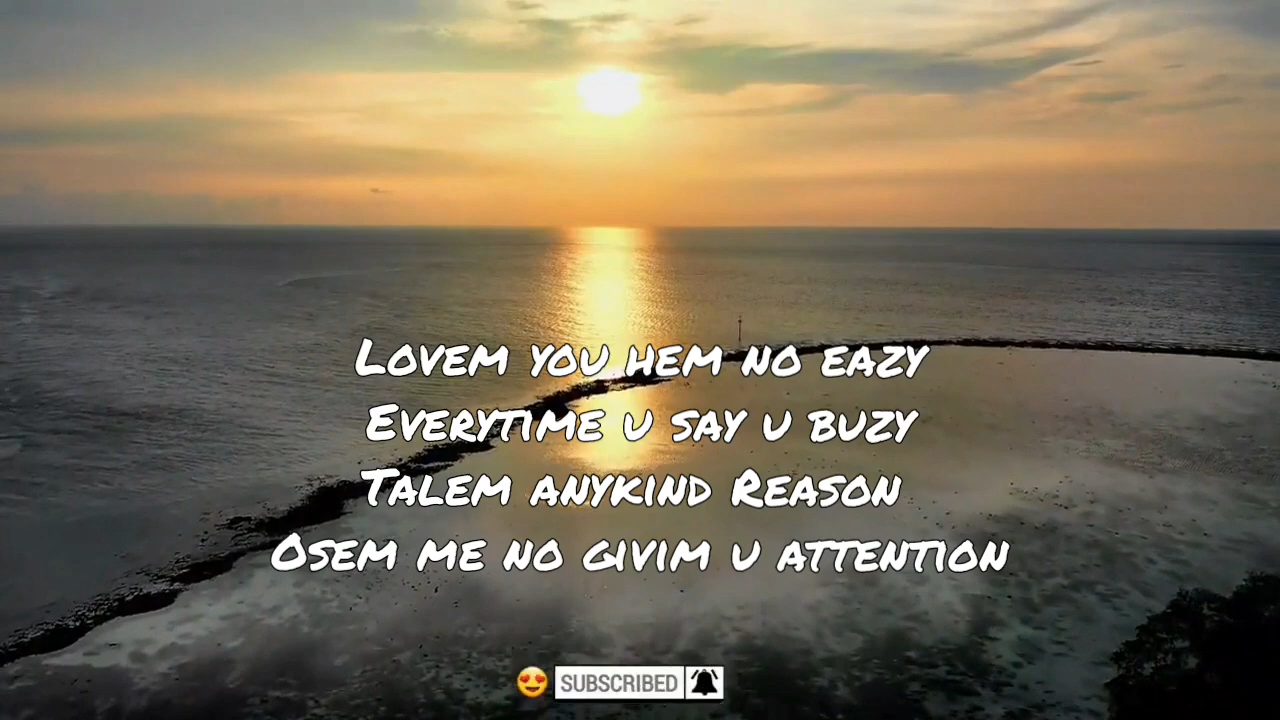 Lovem you hem no eazy
Everytime u say u buzy
Talem anykind Reason
Osem me no givim u attention
SUBSCRIBED